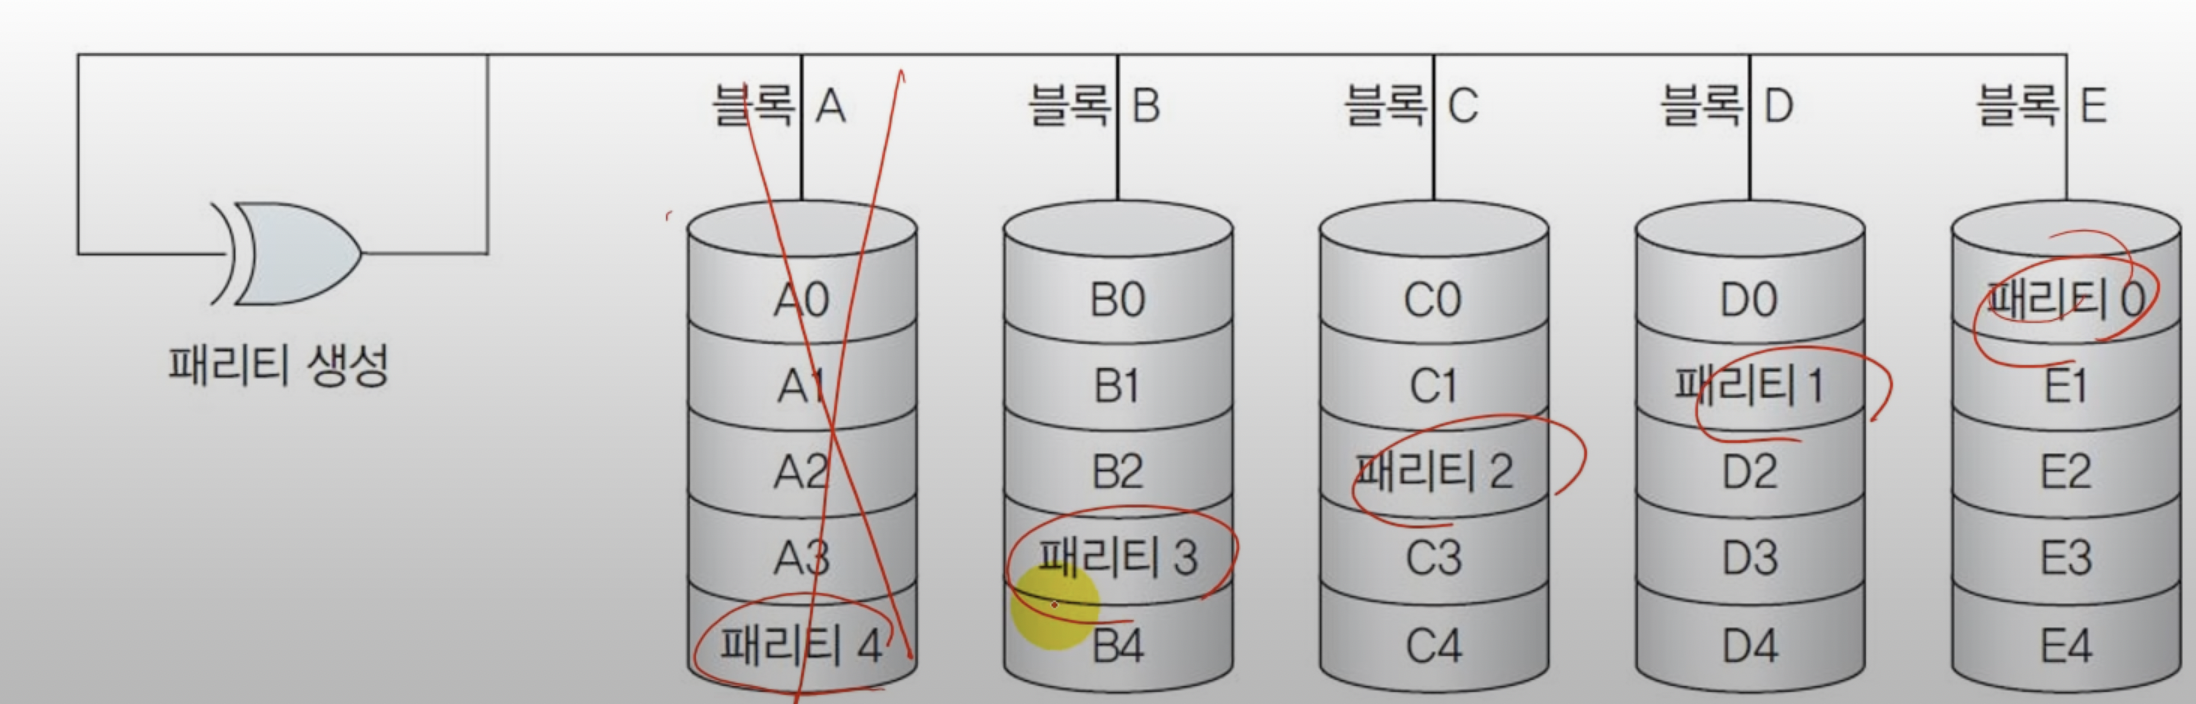 블록 A 블록 B 블록 C 블록 D 블록 E
A0 B0 C0 D0 패리티 0
패리티 생성
A1 B1 C1 패리티 1 E1
A2 B2 패리티 2 D2 E2
A3 패리티 3 C3 D3 E3
패리티 4 B4 C4 D4 E4